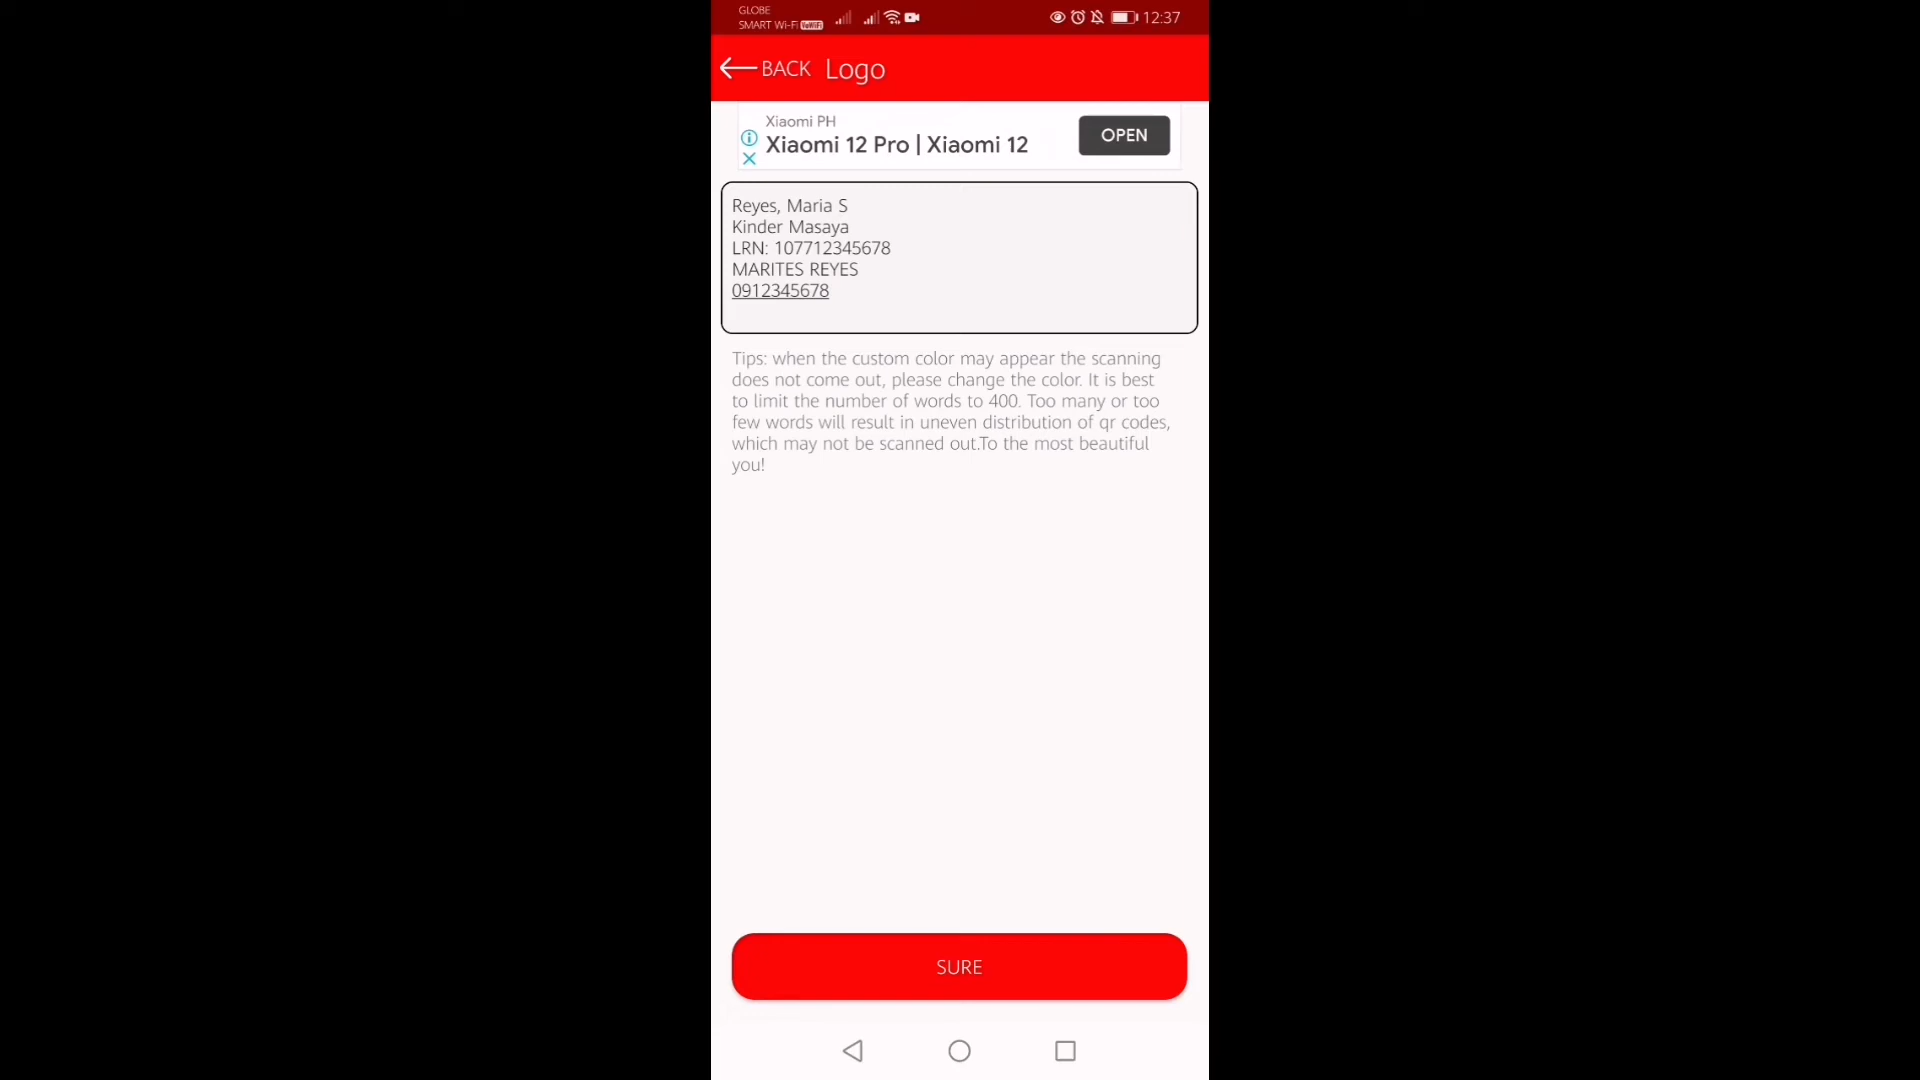 GLOBE
SMART Wi-Fi VoWiFi
12:37
BACK Logo
Xiaomi PH
Xiaomi 12 Pro | Xiaomi 12
OPEN
Reyes, Maria S
Kinder Masaya
LRN: 107712345678
MARITES REYES
0912345678
Tips: when the custom color may appear the scanning
does not come out, please change the color. It is best
to limit the number of words to 400. Too many or too
few words will result in uneven distribution of qr codes,
which may not be scanned out.To the most beautiful
you!
SURE